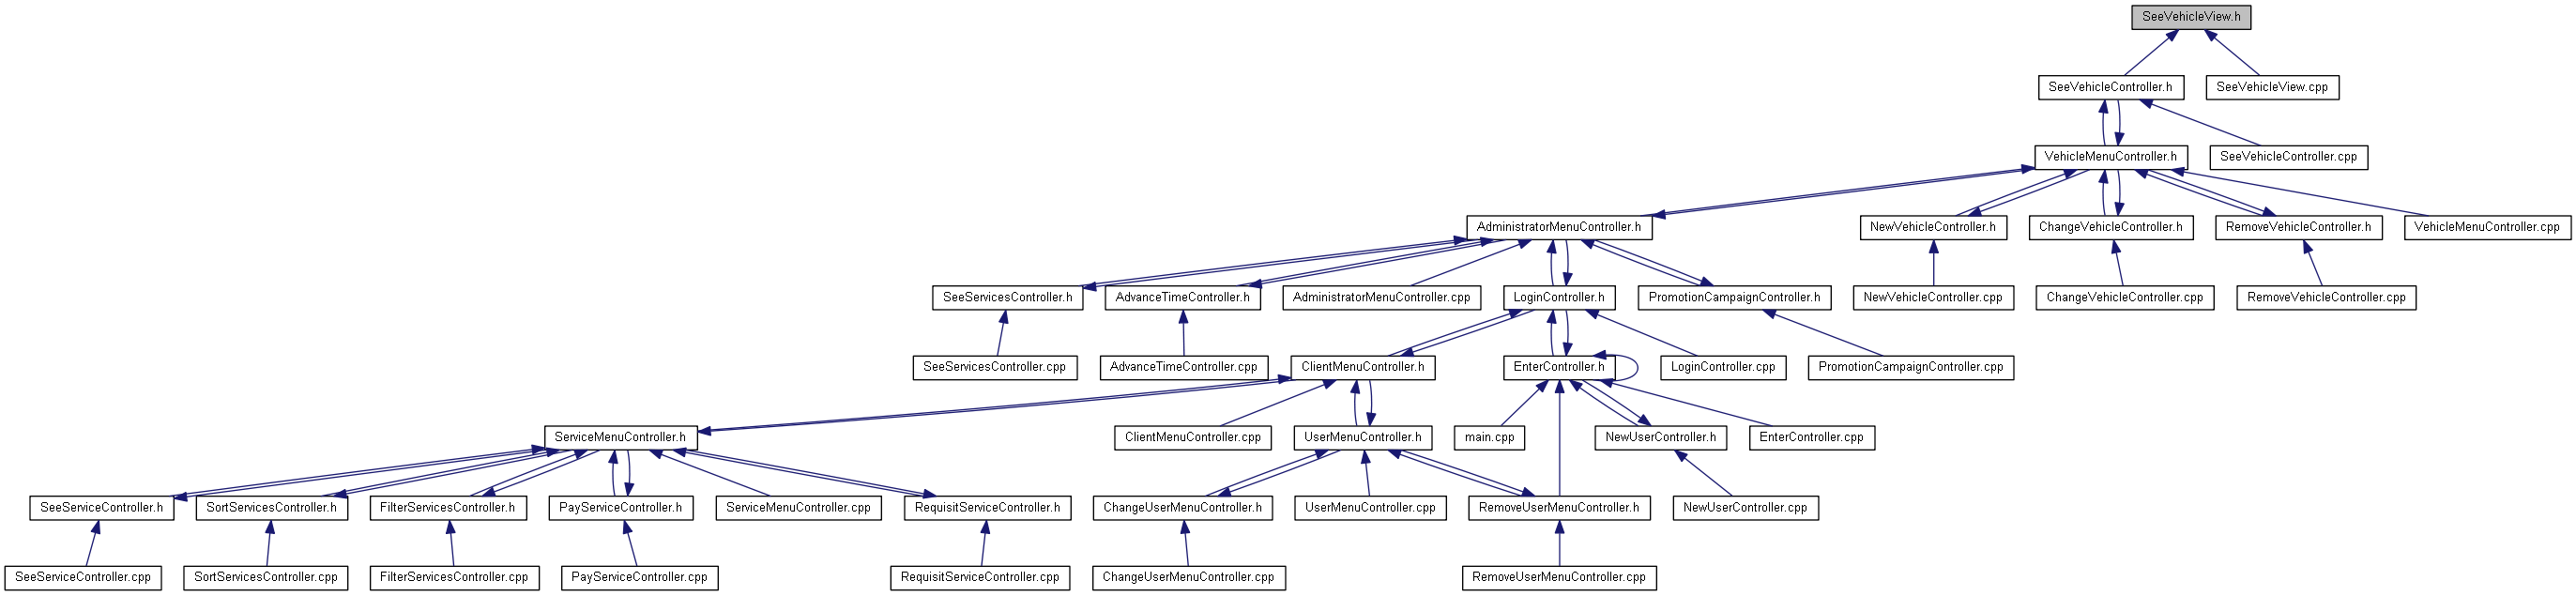 SeeVehicleView.h
SeeVehicleController.h
SeeVehicleView.cpp
VehicleMenuController.h
SeeVehicleController.cpp
AdministratorMenuController.h
NewVehicleController.h
ChangeVehicleController.h
RemoveVehicleController.h
VehicleMenuController.cpp
SeeServicesController.h
AdvanceTimeController.h
AdministratorMenuController.cpp
LoginController.h
PromotionCampaignController.h
NewVehicleController.cpp
ChangeVehicleController.cpp
RemoveVehicleController.cpp
SeeServicesController.cpp
AdvanceTimeController.cpp
ClientMenuController.h
EnterController.h
LoginController.cpp
PromotionCampaignController.cpp
ServiceMenuController.h
ClientMenuController.cpp
UserMenuController.h
main.cpp
NewUserController.h
EnterController.cpp
SeeServiceController.h
SortServicesController.h
FilterServicesController.h
PayServiceController.h
ServiceMenuController.cpp
RequisitServiceController.h
ChangeUserMenuController.h
UserMenuController.cpp
RemoveUserMenuController.h
NewUserController.cpp
SeeServiceController.cpp
SortServicesController.cpp
FilterServicesController.cpp
PayServiceController.cpp
RequisitServiceController.cpp
ChangeUserMenuController.cpp
RemoveUserMenuController.cpp